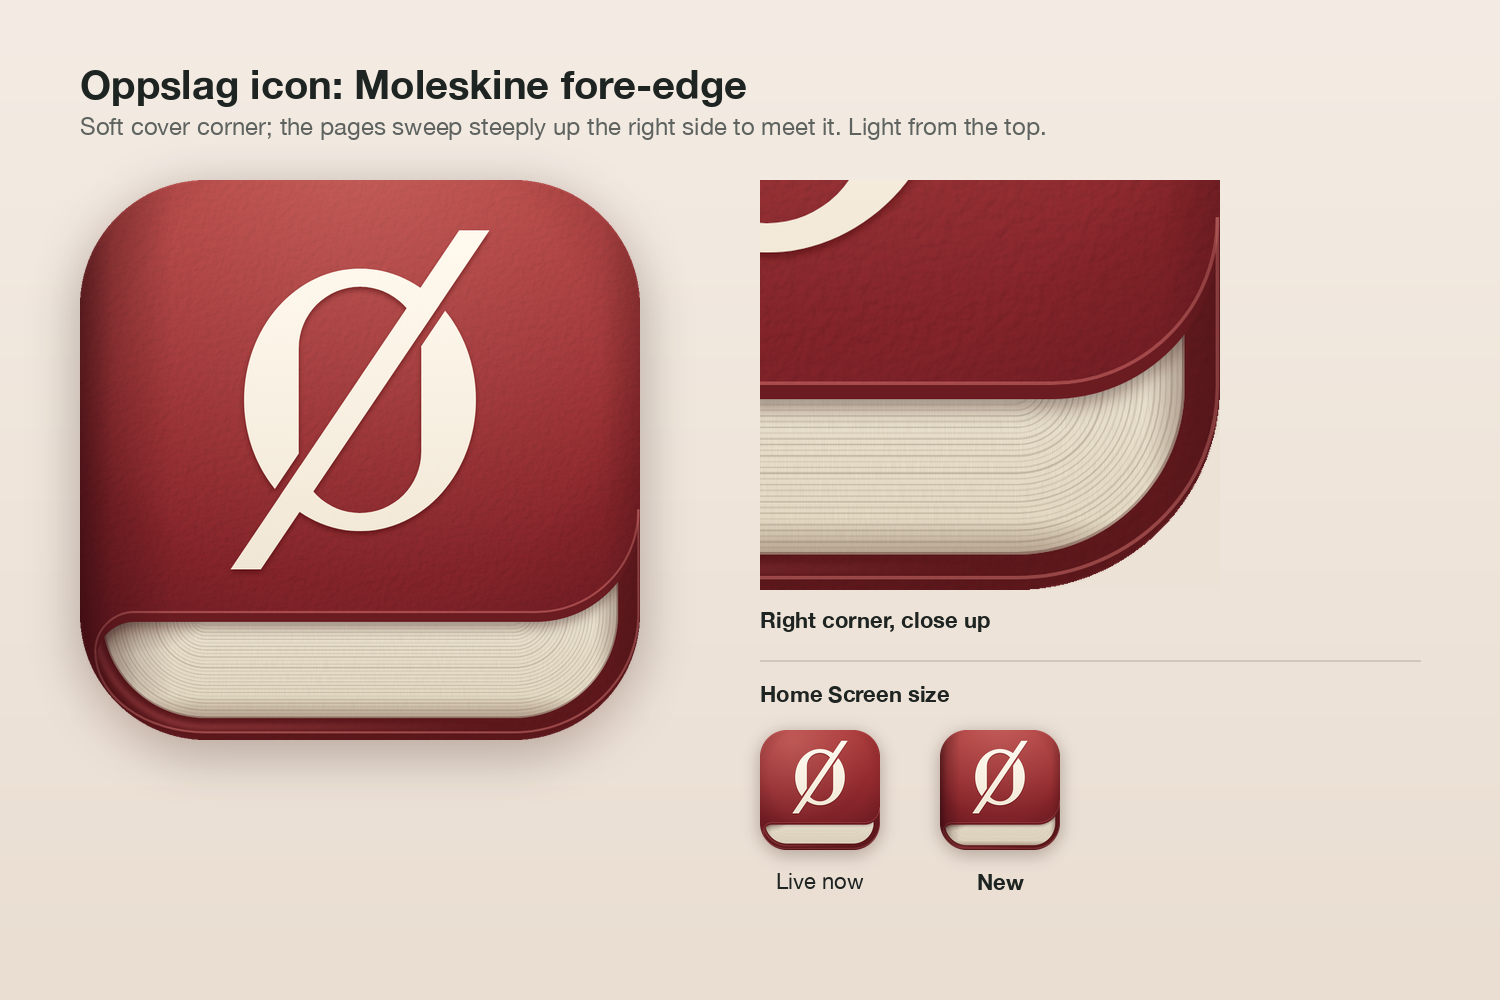 Oppslag icon: Moleskine fore-edge
Soft cover corner; the pages sweep steeply up the right side to meet it. Light from the top.
Ø
Right corner, close up
Home Screen size
Ø Ø
Live now New